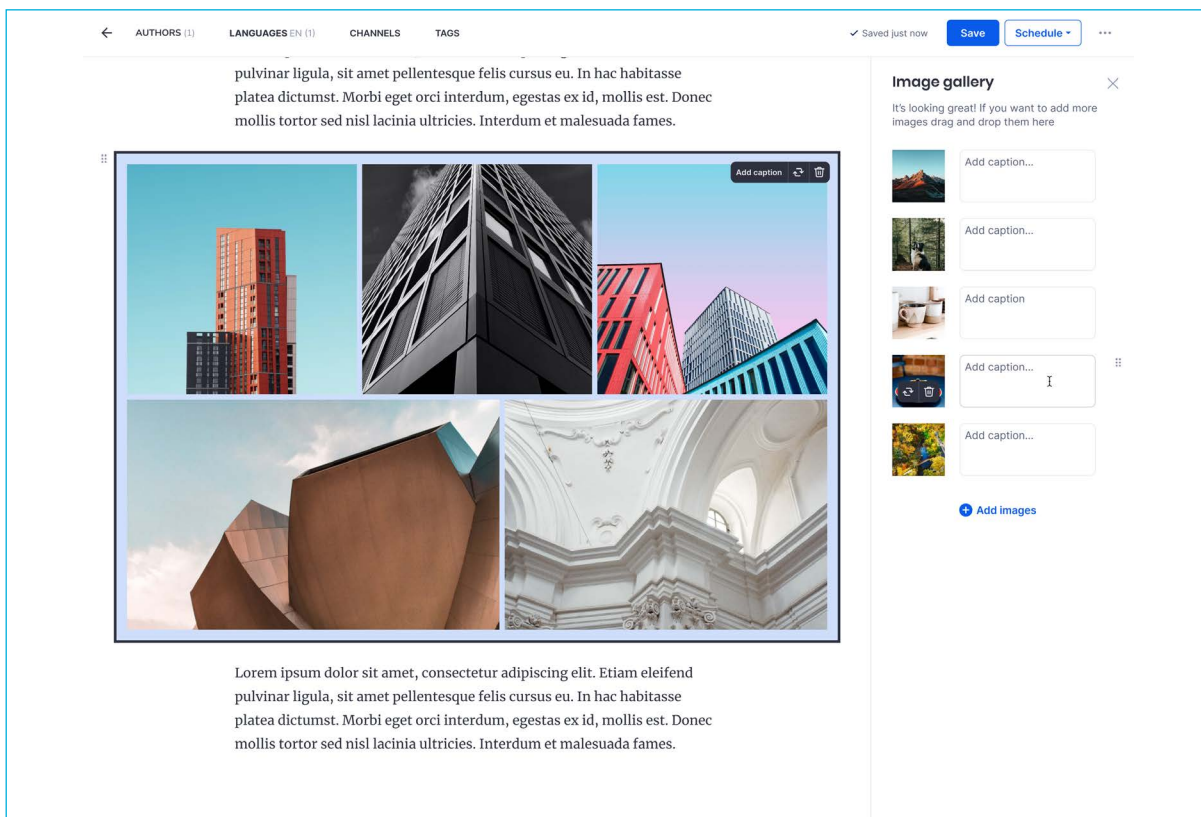 AUTHORS (1) LANGUAGES EN (1) CHANNELS TAGS Saved just now Save Schedule
pulvinar ligula, sit amet pellentesque felis cursus eu. In hac habitasse
platea dictumst. Morbi eget orci interdum, egestas ex id, mollis est. Donec
mollis tortor sed nisl lacinia ultricies. Interdum et malesuada fames.
Add caption
Lorem ipsum dolor sit amet, consectetur adipiscing elit. Etiam eleifend
pulvinar ligula, sit amet pellentesque felis cursus eu. In hac habitasse
platea dictumst. Morbi eget orci interdum, egestas ex id, mollis est. Donec
mollis tortor sed nisl lacinia ultricies. Interdum et malesuada fames.
Image gallery
It's looking great! If you want to add more
images drag and drop them here
Add caption...
Add caption...
Add caption
Add caption...
Add caption...
Add images